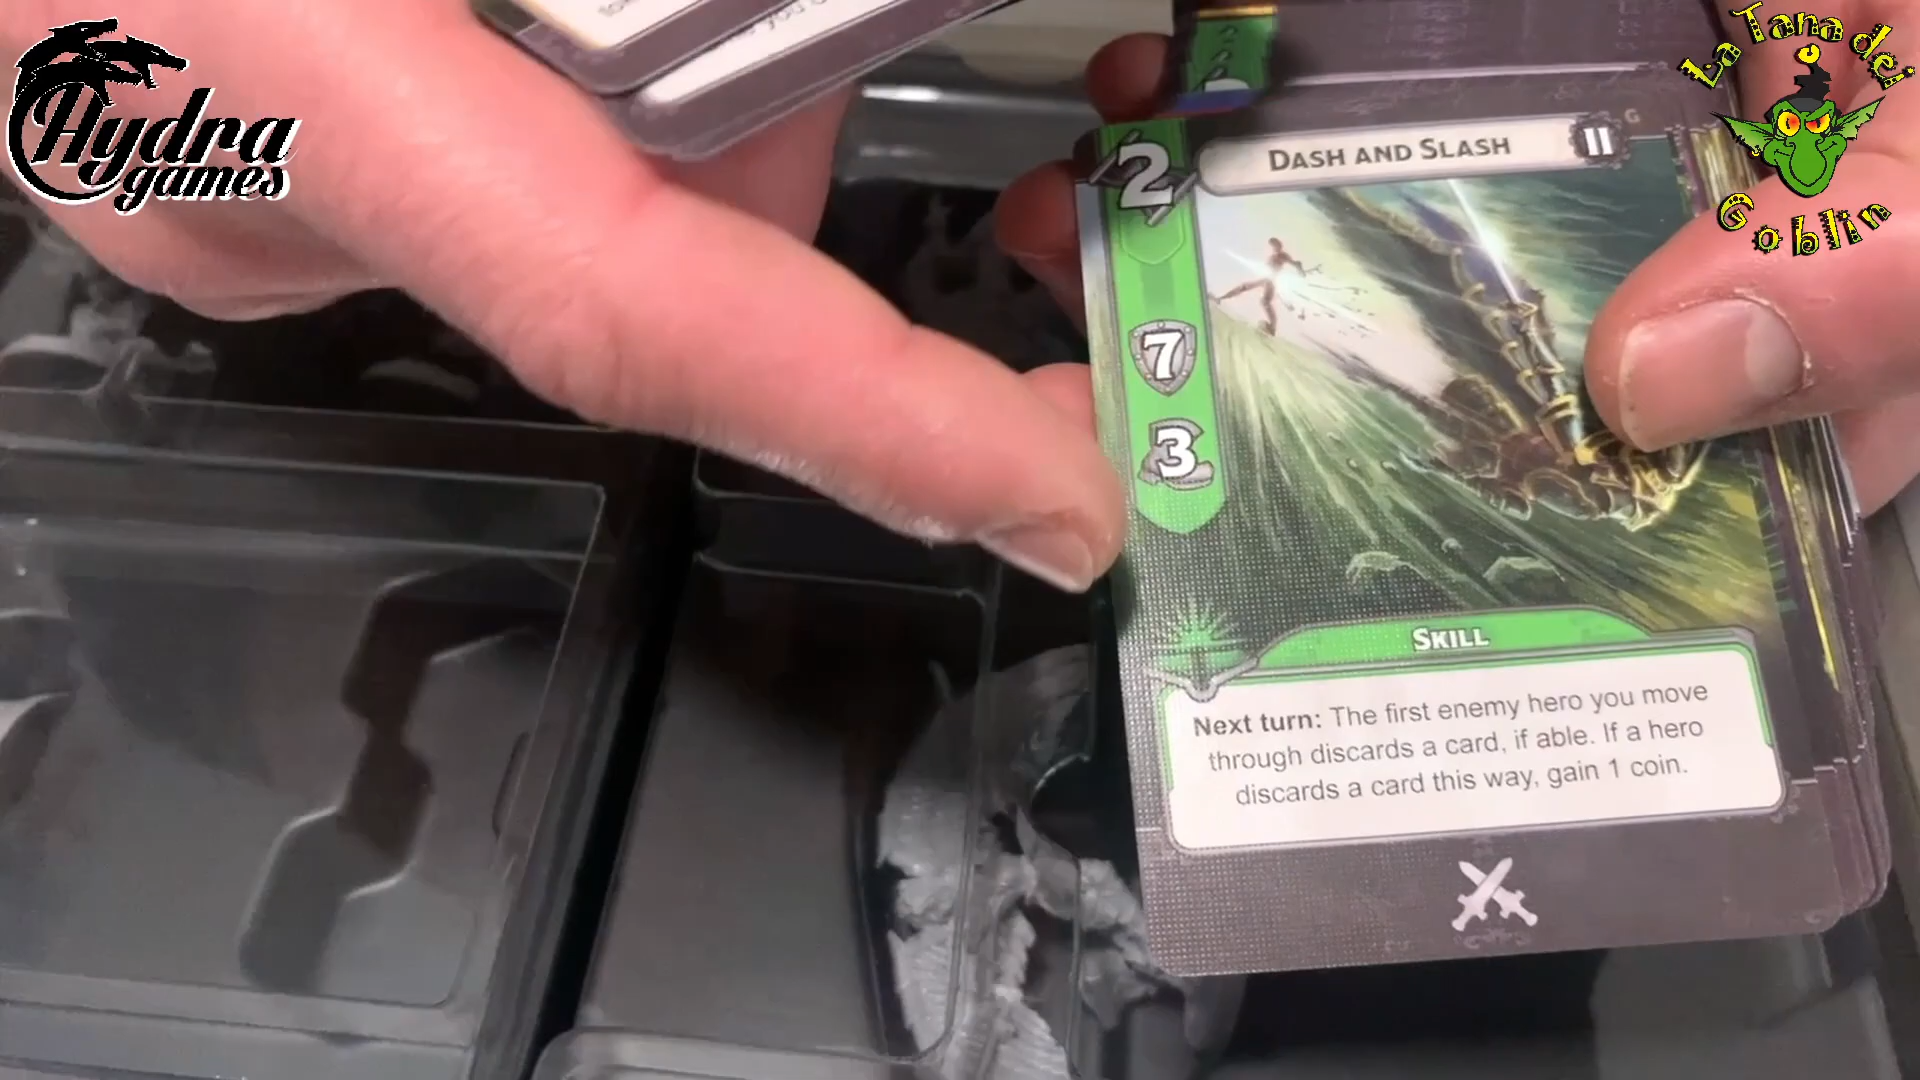 Hydra
games
La Tana dei
Goblin
you
2
DASH AND SLASH
II
G
7
3
SKILL
Next turn: The first enemy hero you move
through discards a card, if able. If a hero
discards a card this way, gain 1 coin.